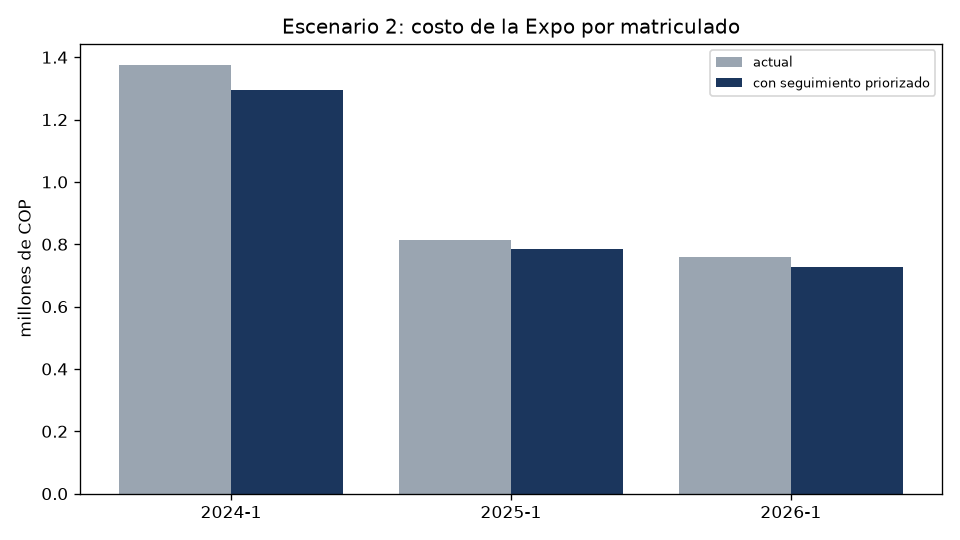 Escenario 2: costo de la Expo por matriculado
actual
con seguimiento priorizado
millones de COP
1.4
1.2
1.0
0.8
0.6
0.4
0.2
0.0
2024-1
2025-1
2026-1